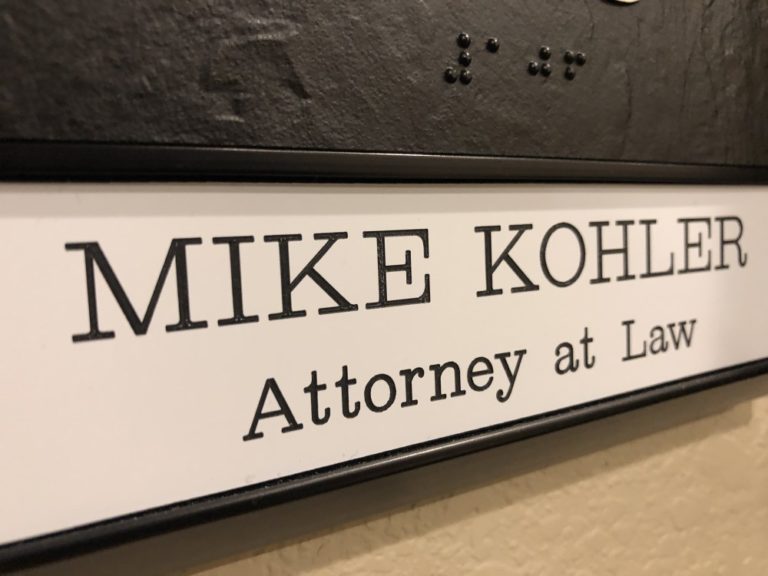 MIKE KOHLER
Attorney at Law